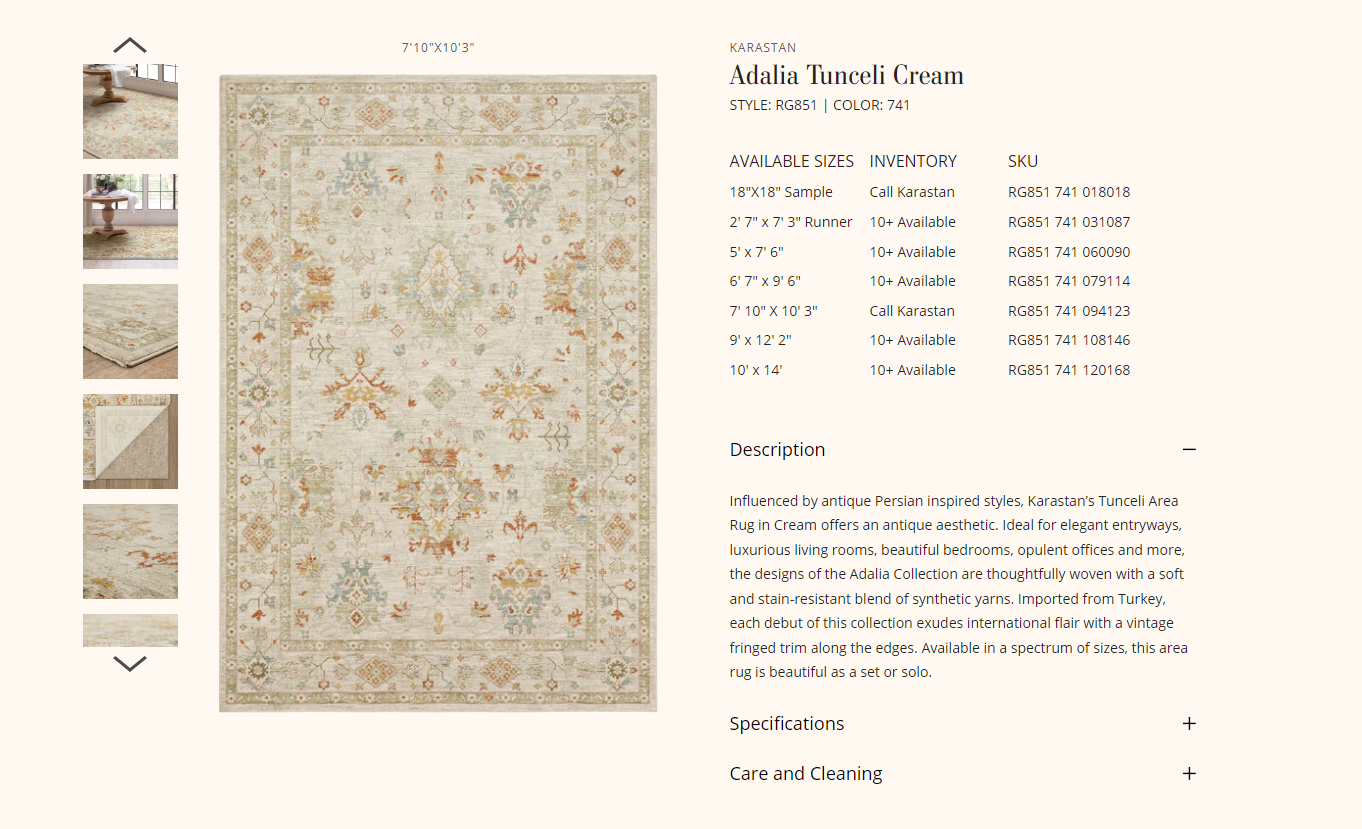 7'10"X10'3"
KARASTAN
Adalia Tunceli Cream
STYLE: RG851 | COLOR: 741
AVAILABLE SIZES INVENTORY SKU
18"X18" Sample Call Karastan RG851 741 018018
2' 7" x 7' 3" Runner 10+ Available RG851 741 031087
5' x 7' 6" 10+ Available RG851 741 060090
6' 7" x 9' 6" 10+ Available RG851 741 079114
7' 10" X 10' 3" Call Karastan RG851 741 094123
9' x 12' 2" 10+ Available RG851 741 108146
10' x 14' 10+ Available RG851 741 120168
Description
Influenced by antique Persian inspired styles, Karastan’s Tunceli Area
Rug in Cream offers an antique aesthetic. Ideal for elegant entryways,
luxurious living rooms, beautiful bedrooms, opulent offices and more,
the designs of the Adalia Collection are thoughtfully woven with a soft
and stain-resistant blend of synthetic yarns. Imported from Turkey,
each debut of this collection exudes international flair with a vintage
fringed trim along the edges. Available in a spectrum of sizes, this area
rug is beautiful as a set or solo.
Specifications
Care and Cleaning